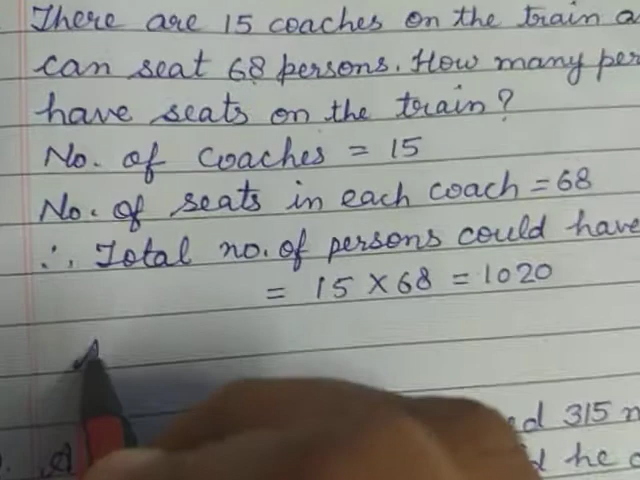 There are 15 coaches on the train a
can seat 68 persons. How many per
have seats on the train?
No. of coaches = 15
No. of seats in each coach = 68
∴ Total no. of persons could have
= 15 × 68 = 1020
315
he